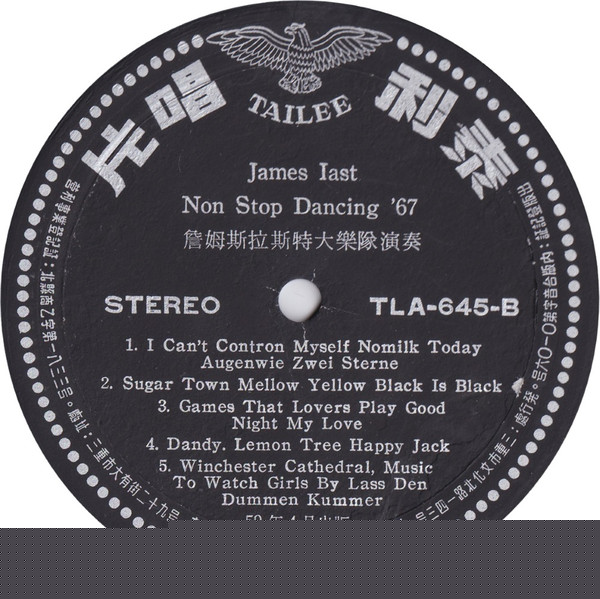 TAILEE
泰利唱片
James Iast
Non Stop Dancing '67
詹姆斯拉斯特大樂隊演奏
STEREO
TLA-645-B
1. I Can't Contron Myself Nomilk Today
Augenwie Zwei Sterne
2. Sugar Town Mellow Yellow Black Is Black
3. Games That Lovers Play Good
Night My Love
4. Dandy. Lemon Tree Happy Jack
5. Winchester Cathedral, Music
To Watch Girls By Lass Den
Dummen Kummer